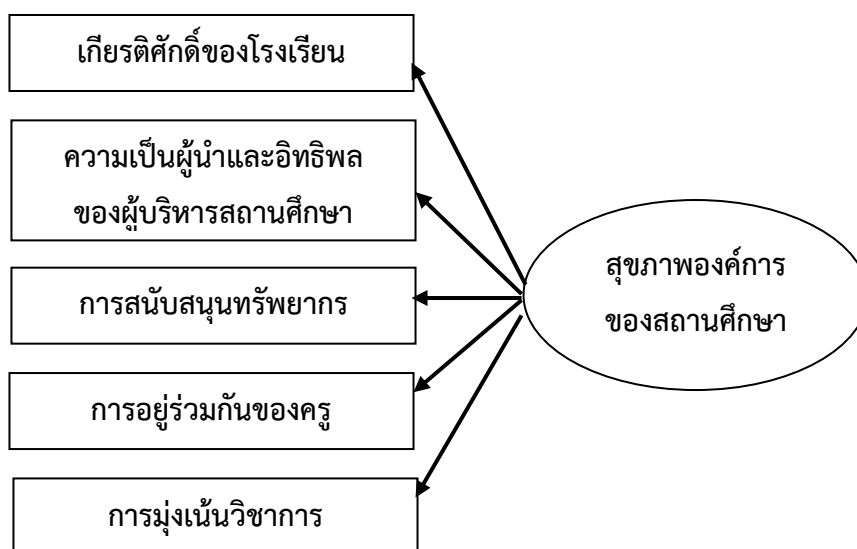 เกียรติศักดิ์ของโรงเรียน
ความเป็นผู้นำและอิทธิพล
ของผู้บริหารสถานศึกษา
การสนับสนุนทรัพยากร
การอยู่ร่วมกันของครู
การมุ่งเน้นวิชาการ
สุขภาพองค์การ
ของสถานศึกษา